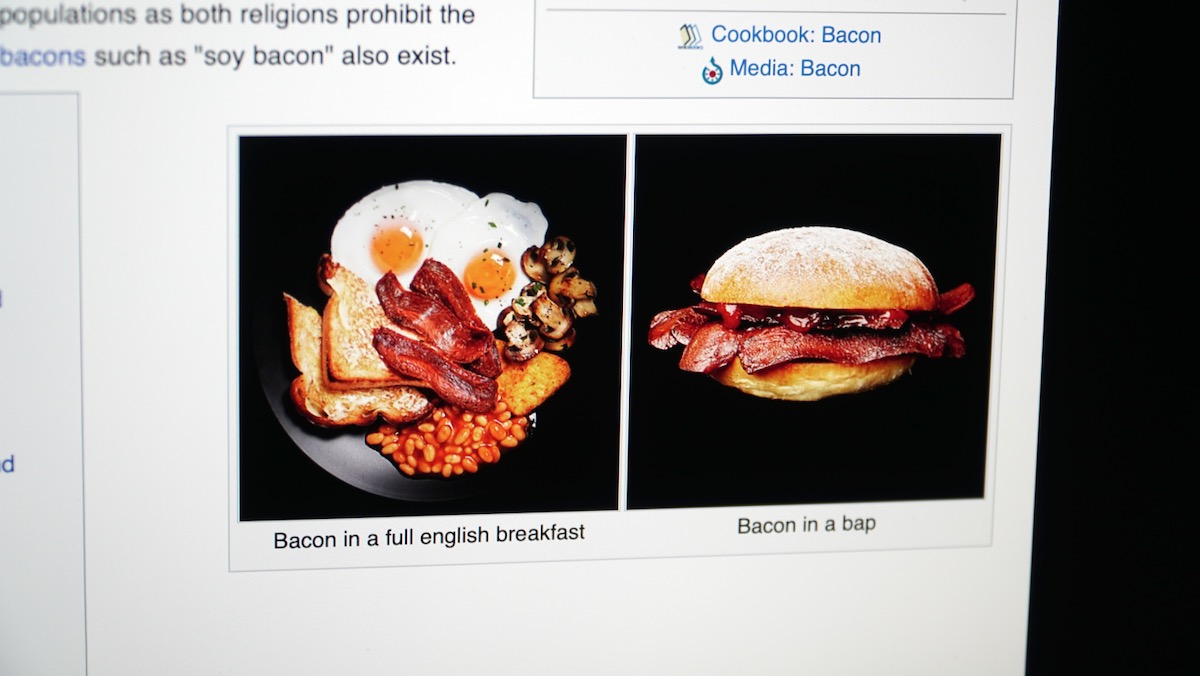 populations as both religions prohibit the
bacons such as "soy bacon" also exist.
Cookbook: Bacon
Media: Bacon
d
Bacon in a full english breakfast
Bacon in a bap